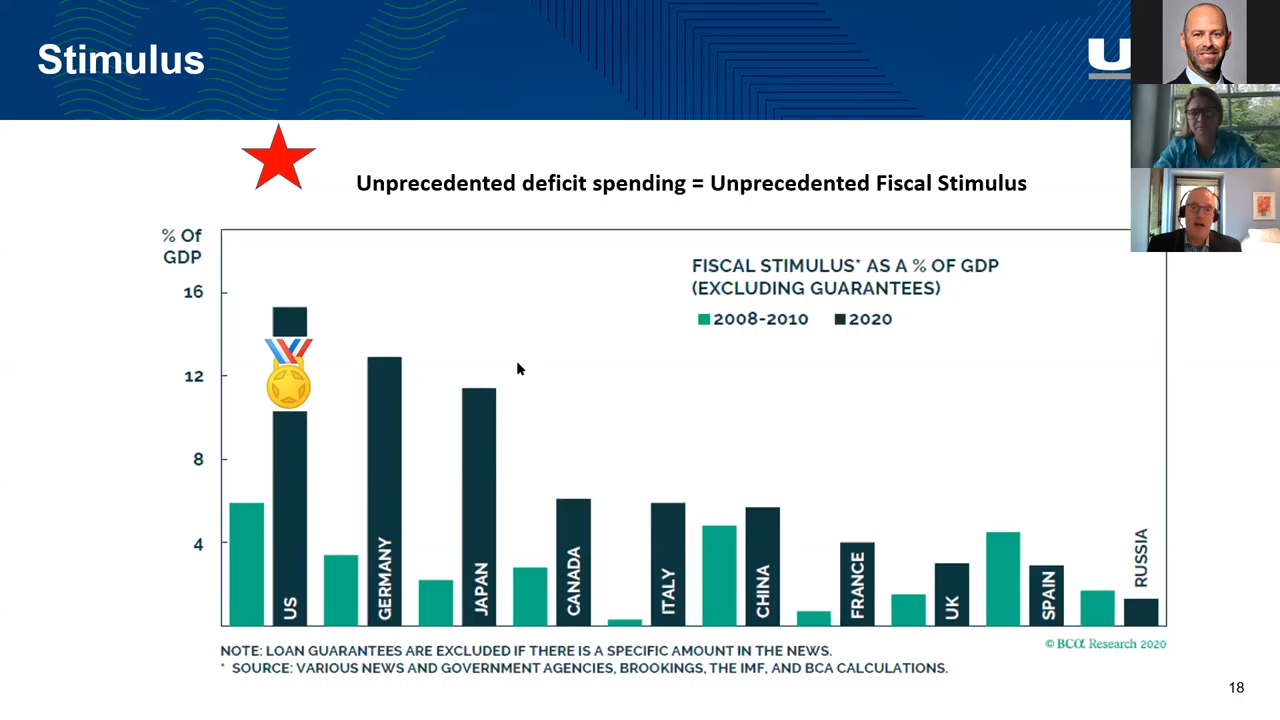 Stimulus
U
Unprecedented deficit spending = Unprecedented Fiscal Stimulus
% Of
GDP
16
12
8
4
FISCAL STIMULUS* AS A % OF GDP
(EXCLUDING GUARANTEES)
2008-2010 2020
US
GERMANY
JAPAN
CANADA
ITALY
CHINA
FRANCE
UK
SPAIN
RUSSIA
NOTE: LOAN GUARANTEES ARE EXCLUDED IF THERE IS A SPECIFIC AMOUNT IN THE NEWS.
* SOURCE: VARIOUS NEWS AND GOVERNMENT AGENCIES, BROOKINGS, THE IMF, AND BCA CALCULATIONS.
© BCα Research 2020
18